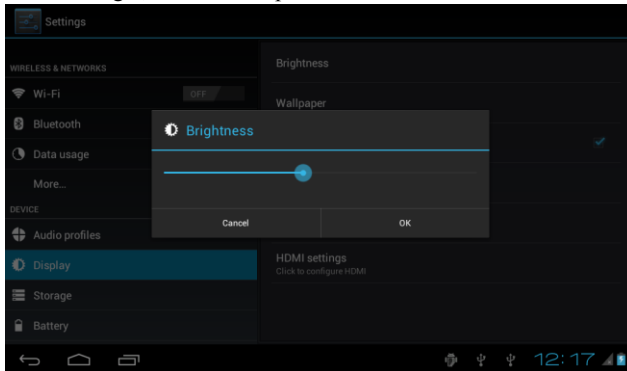 Settings
WIRELESS & NETWORKS
Wi-Fi
OFF
Bluetooth
Data usage
More...
DEVICE
Audio profiles
Display
Storage
Battery
Brightness
Wallpaper
Brightness
Cancel
OK
HDMI settings
Click to configure HDMI
12:17